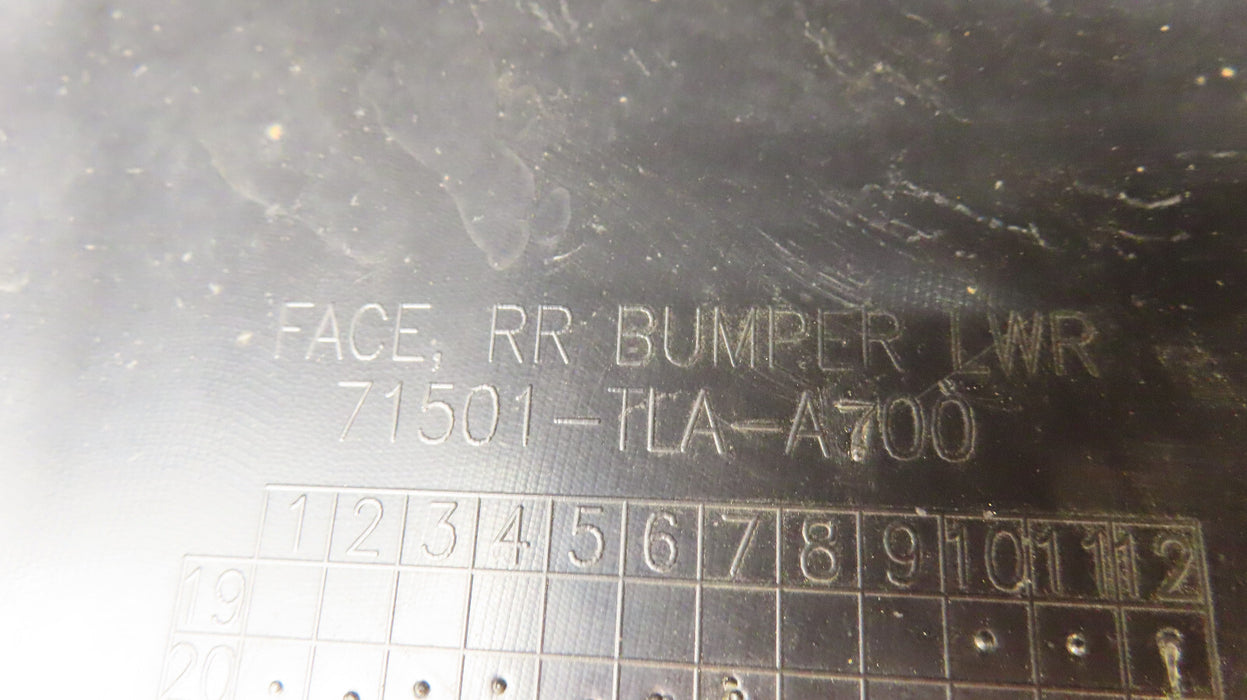 FACE, RR BUMPER LWR
71501-TLA-A700
1 2 3 4 5 6 7 8 9 10 11 12
19
20